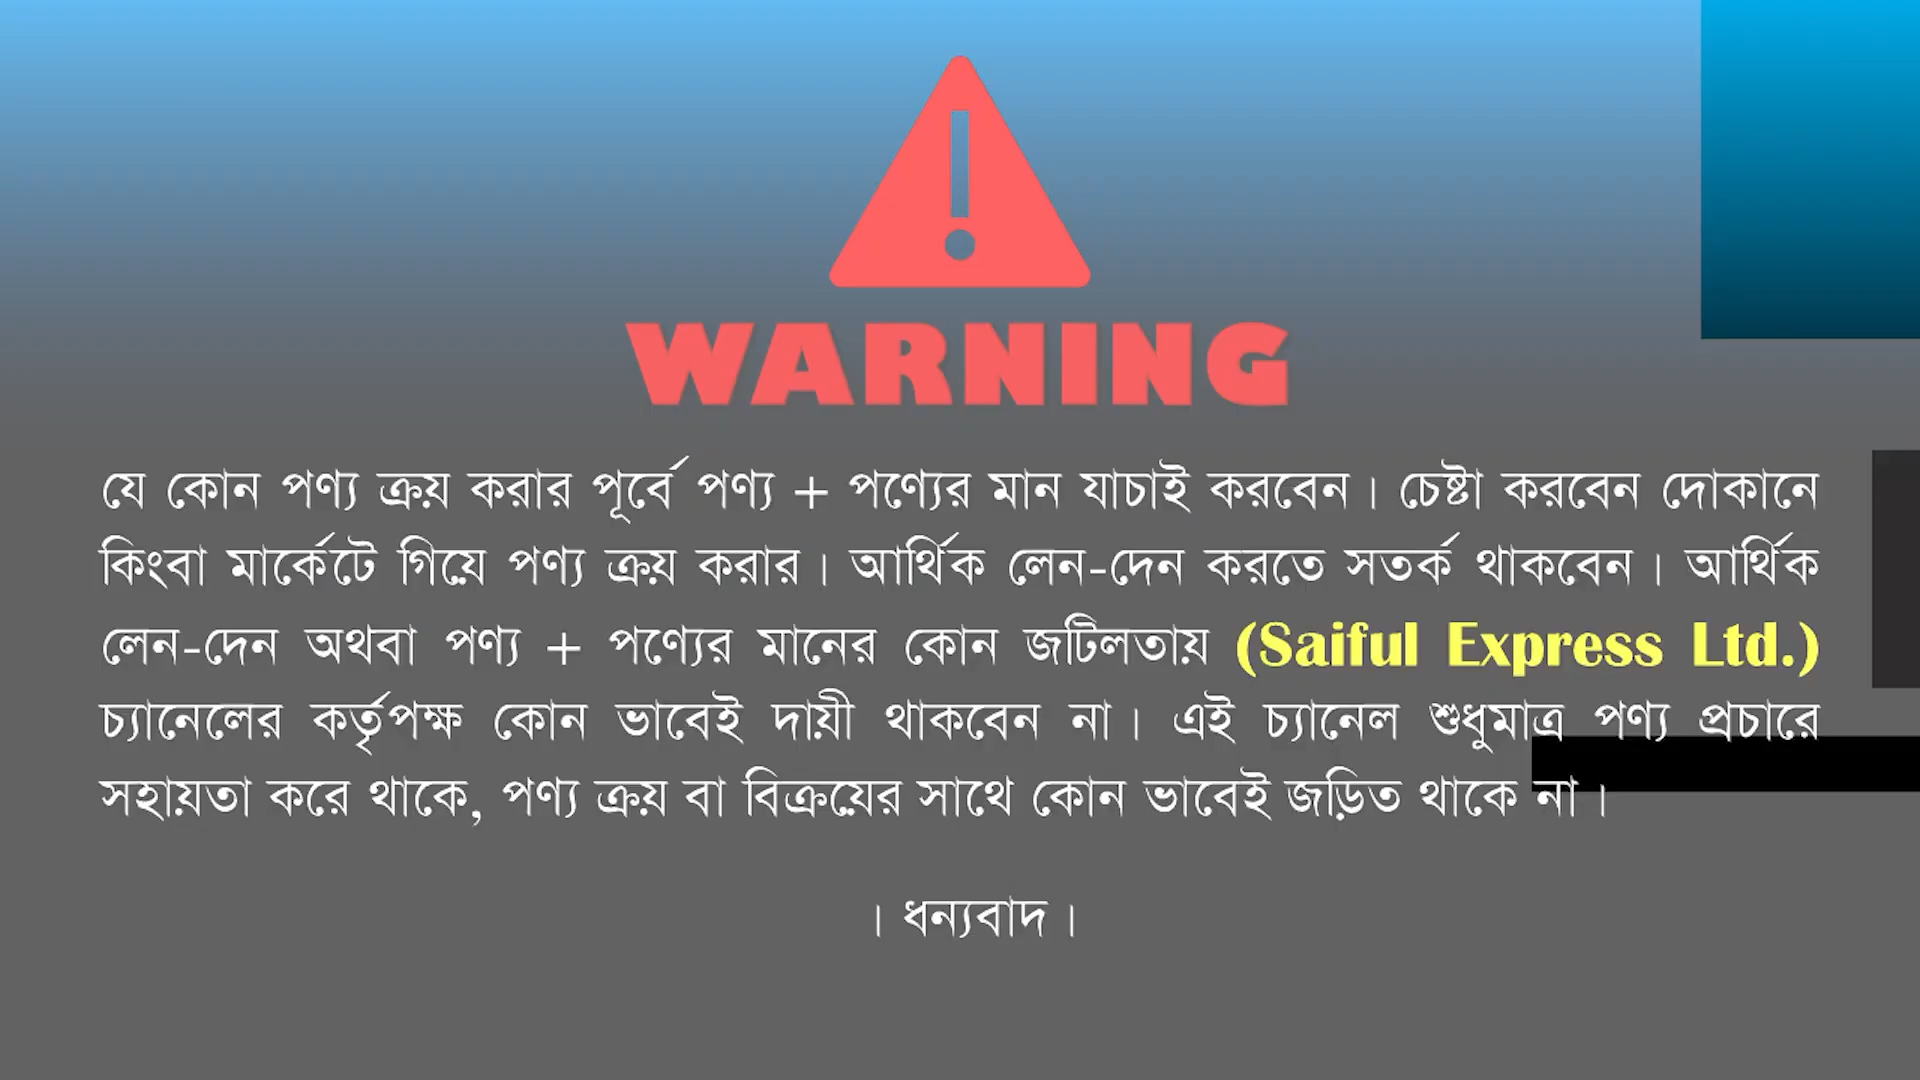 WARNING
যে কোন পণ্য ক্রয় করার পূর্বে পণ্য + পণ্যের মান যাচাই করবেন। চেষ্টা করবেন দোকানে
কিংবা মার্কেটে গিয়ে পণ্য ক্রয় করার। আর্থিক লেন-দেন করতে সতর্ক থাকবেন। আর্থিক
লেন-দেন অথবা পণ্য + পণ্যের মানের কোন জটিলতায় (Saiful Express Ltd.)
চ্যানেলের কর্তৃপক্ষ কোন ভাবেই দায়ী থাকবেন না। এই চ্যানেল শুধুমাত্র পণ্য প্রচারে
সহায়তা করে থাকে, পণ্য ক্রয় বা বিক্রয়ের সাথে কোন ভাবেই জড়িত থাকে না।
। ধন্যবাদ ।